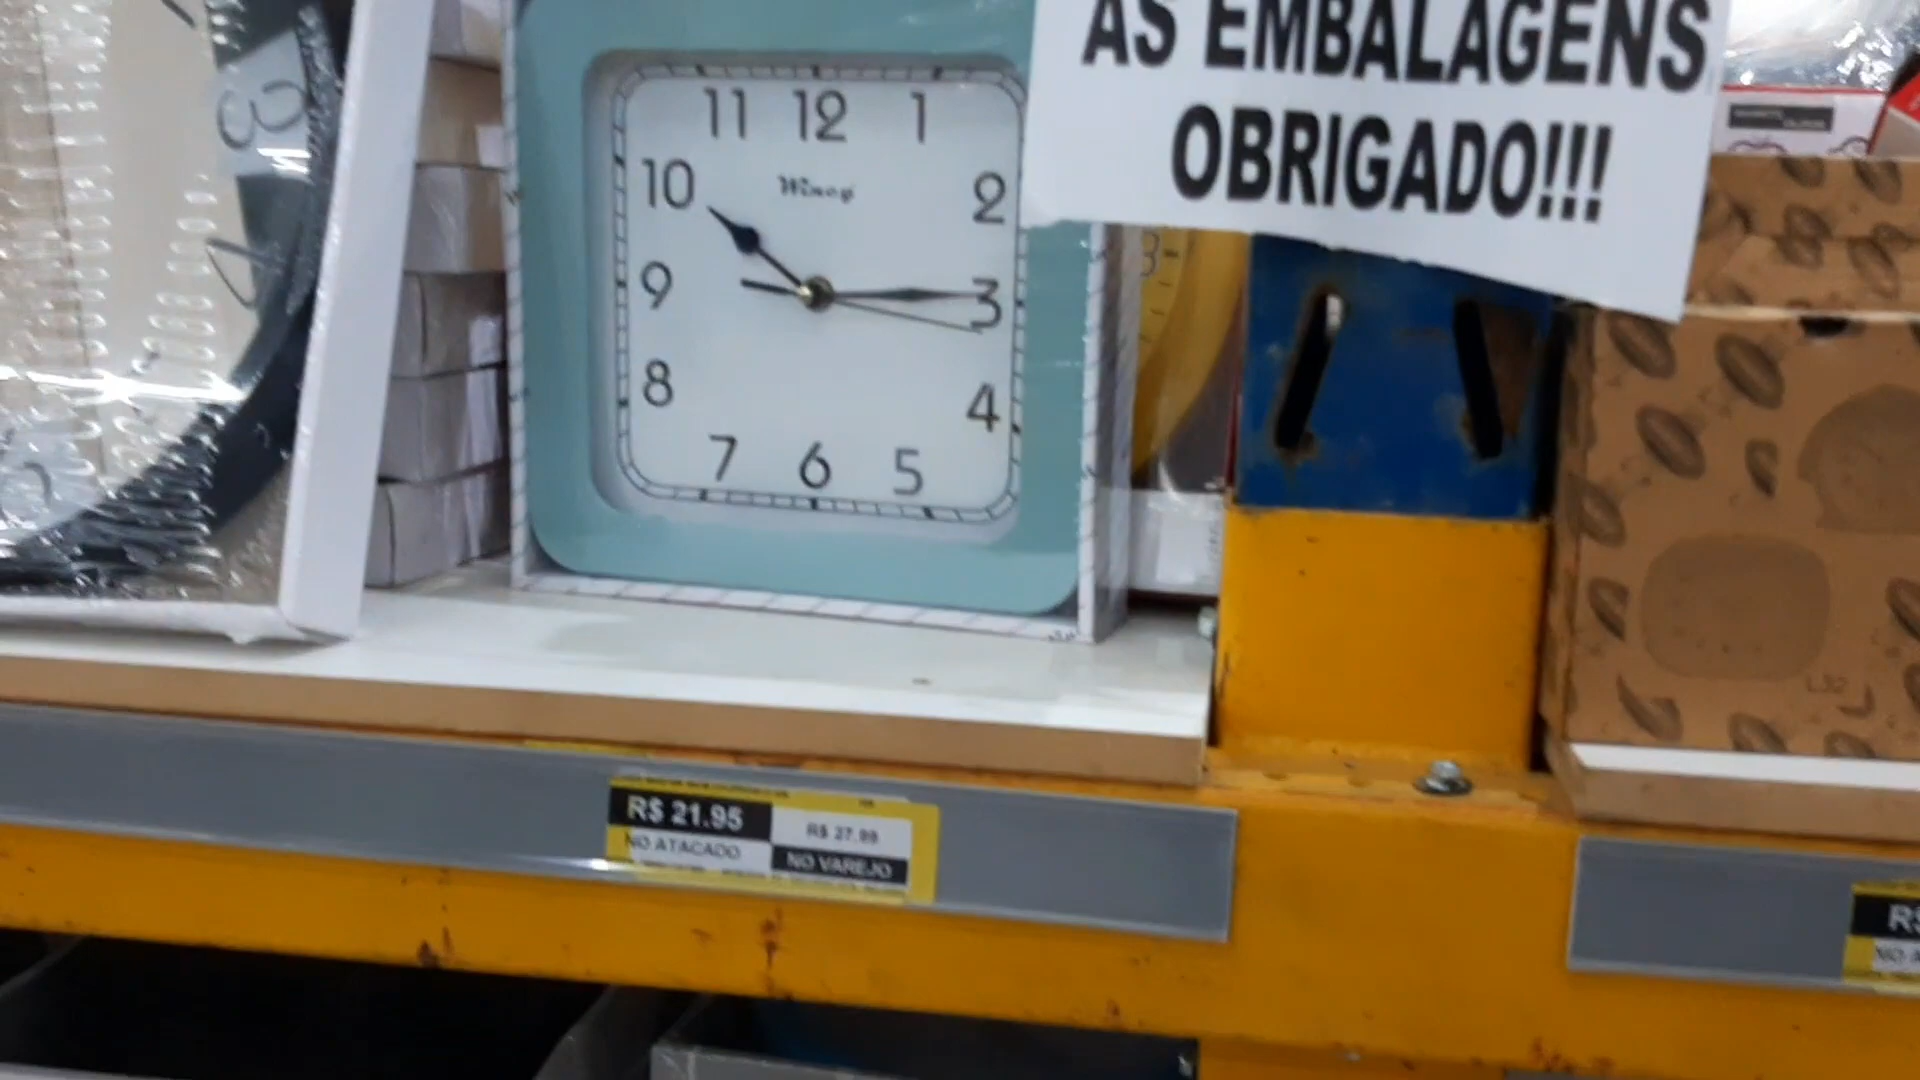 AS EMBALAGENS
OBRIGADO!!!
11 12 1
10 2
9 3
8 4
7 6 5
3
R$ 21.95
NO ATACADO
R$ 27.99
NO VAREJO
R$